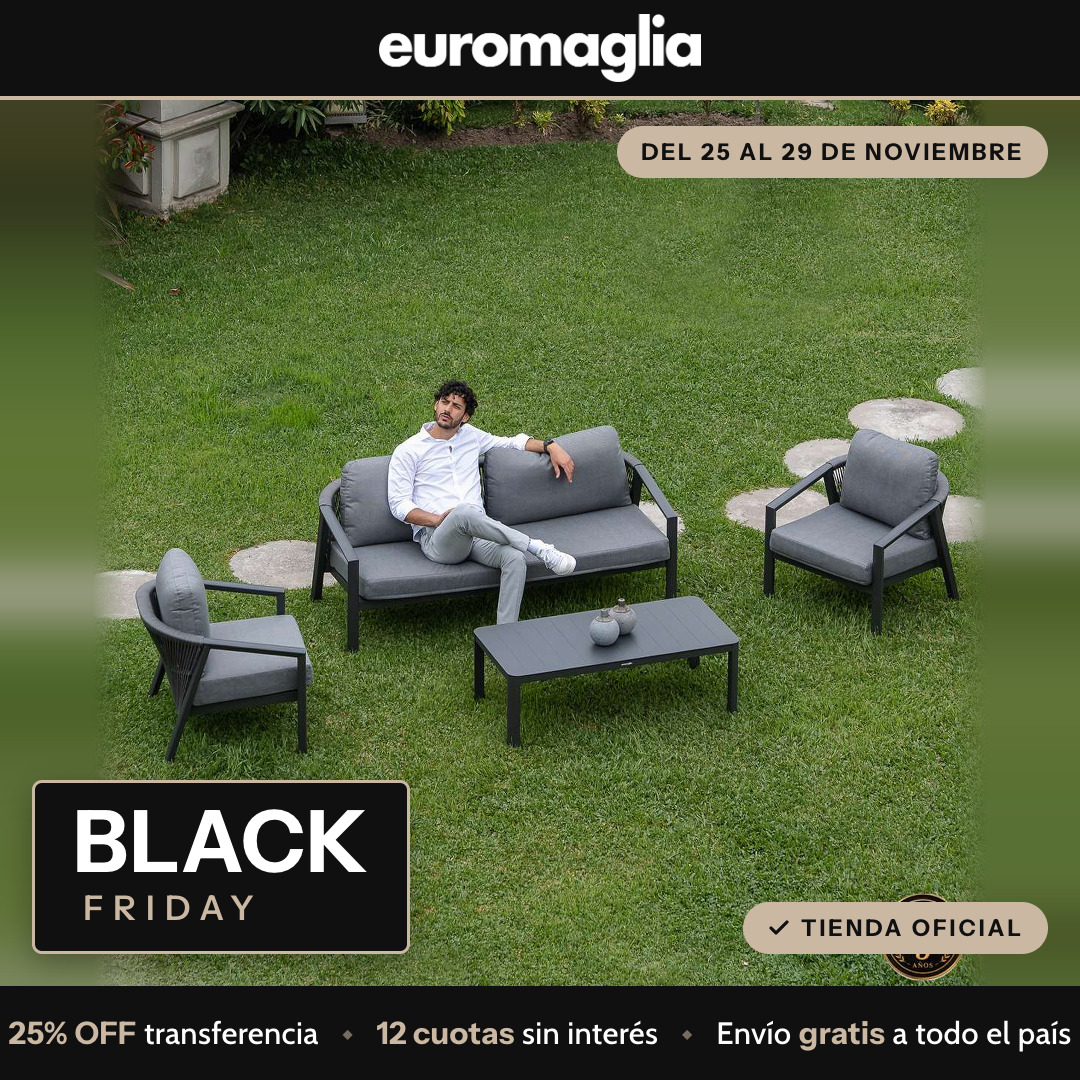 euromaglia
DEL 25 AL 29 DE NOVIEMBRE
BLACK
FRIDAY
✓ TIENDA OFICIAL
AÑOS
25% OFF transferencia ◆ 12 cuotas sin interés ◆ Envío gratis a todo el país